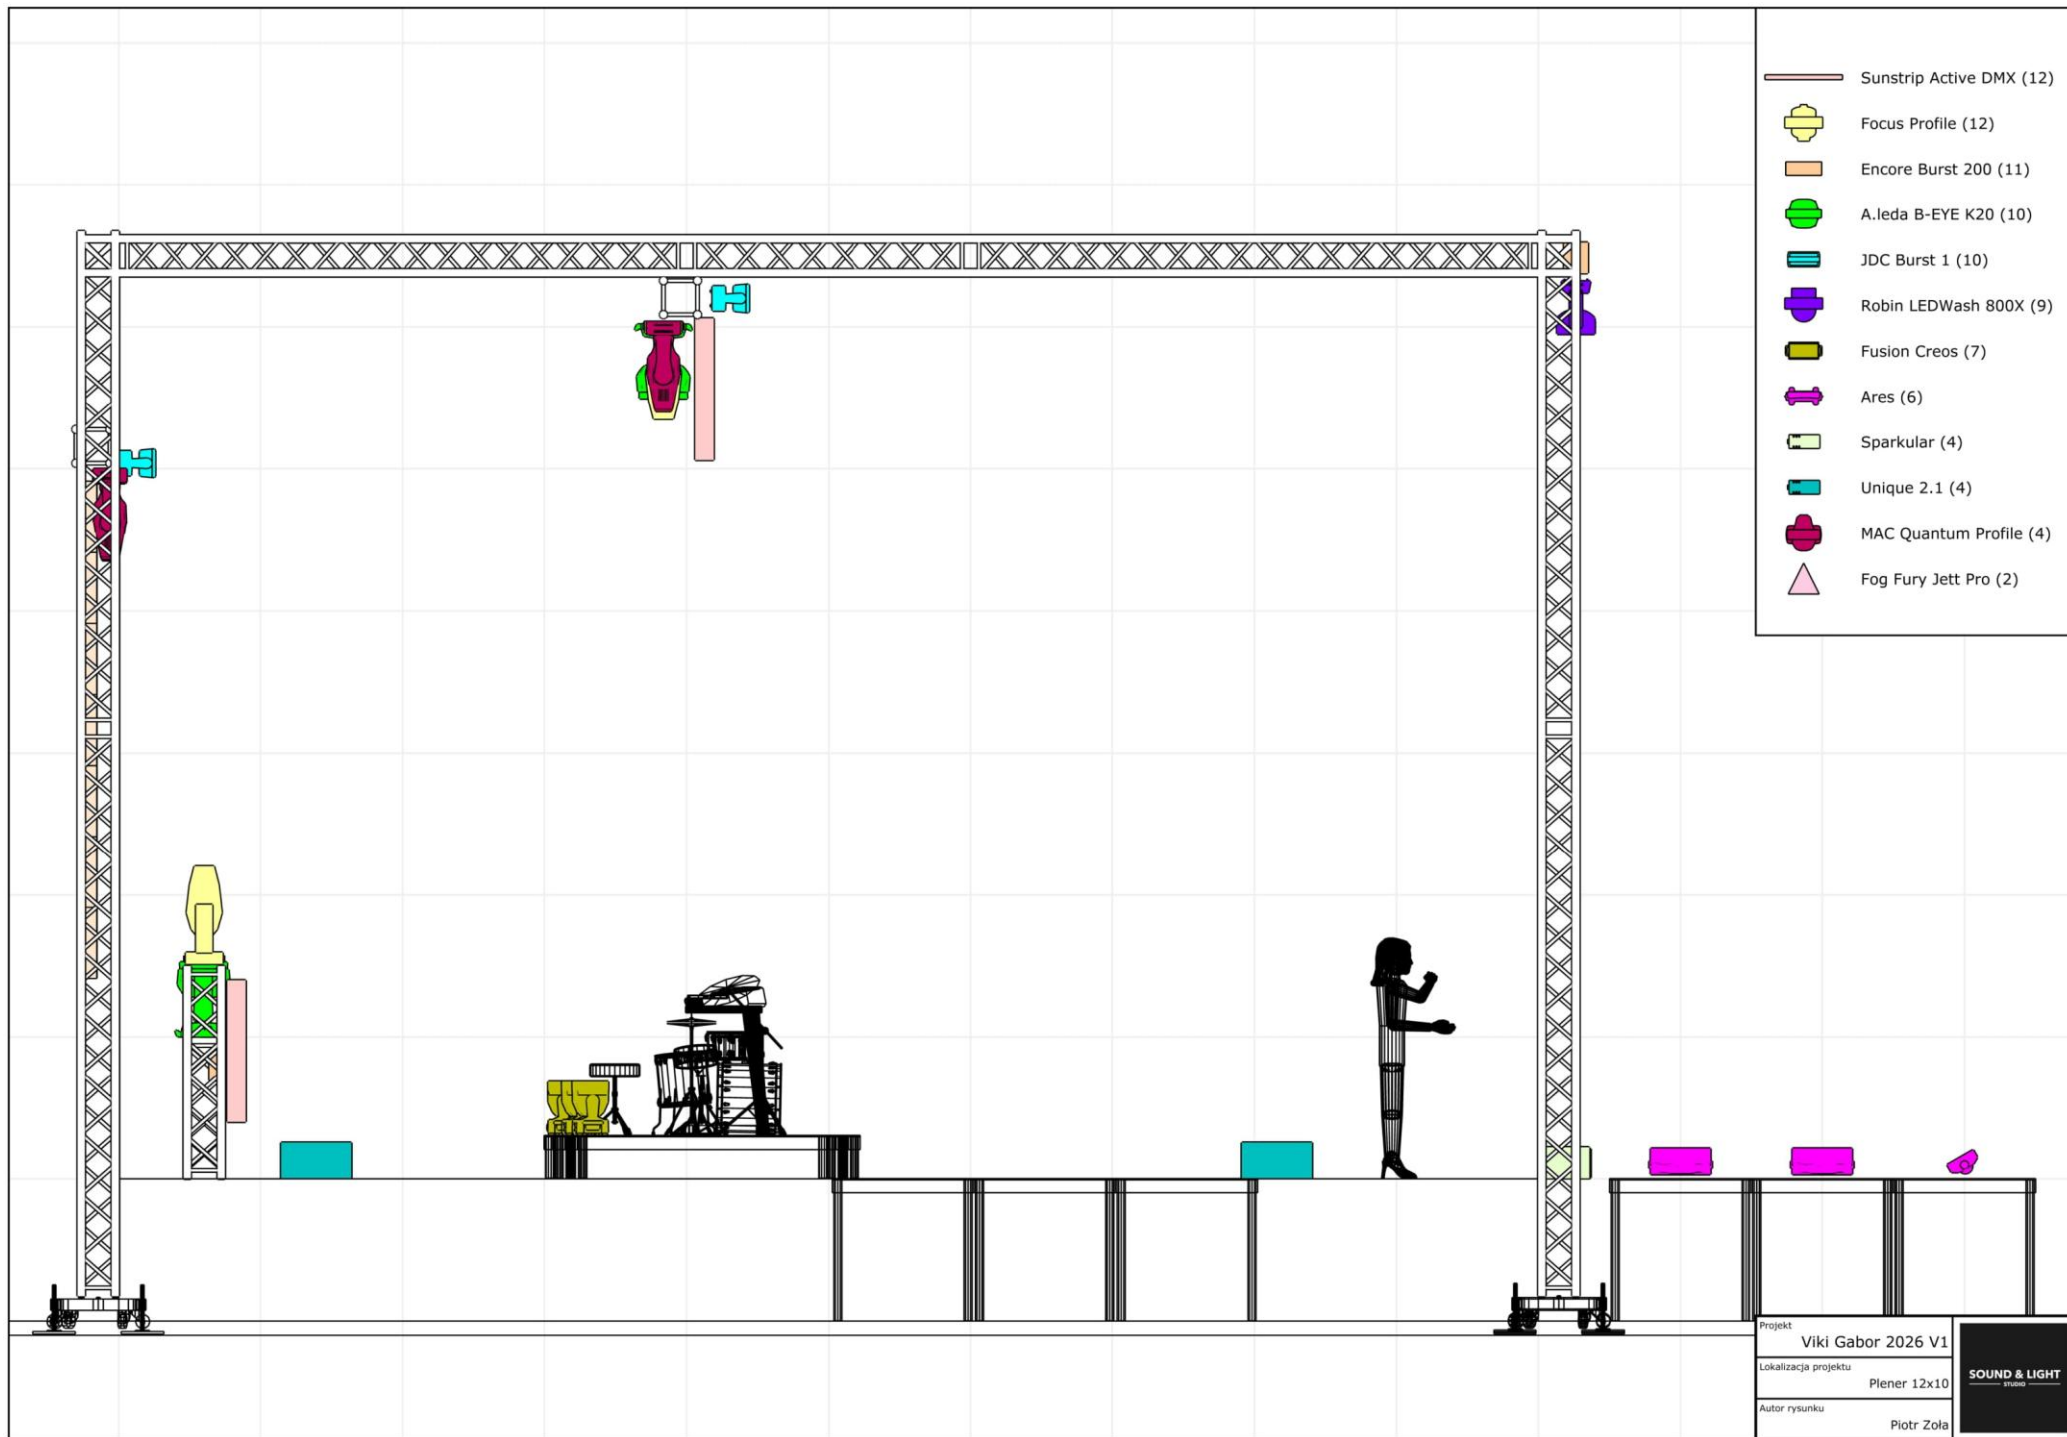 Sunstrip Active DMX (12)
Focus Profile (12)
Encore Burst 200 (11)
A.leda B-EYE K20 (10)
JDC Burst 1 (10)
Robin LEDWash 800X (9)
Fusion Creos (7)
Ares (6)
Sparkular (4)
Unique 2.1 (4)
MAC Quantum Profile (4)
Fog Fury Jett Pro (2)
Projekt
Viki Gabor 2026 V1
Lokalizacja projektu
Plener 12x10
Autor rysunku
Piotr Zoła
SOUND & LIGHT
STUDIO